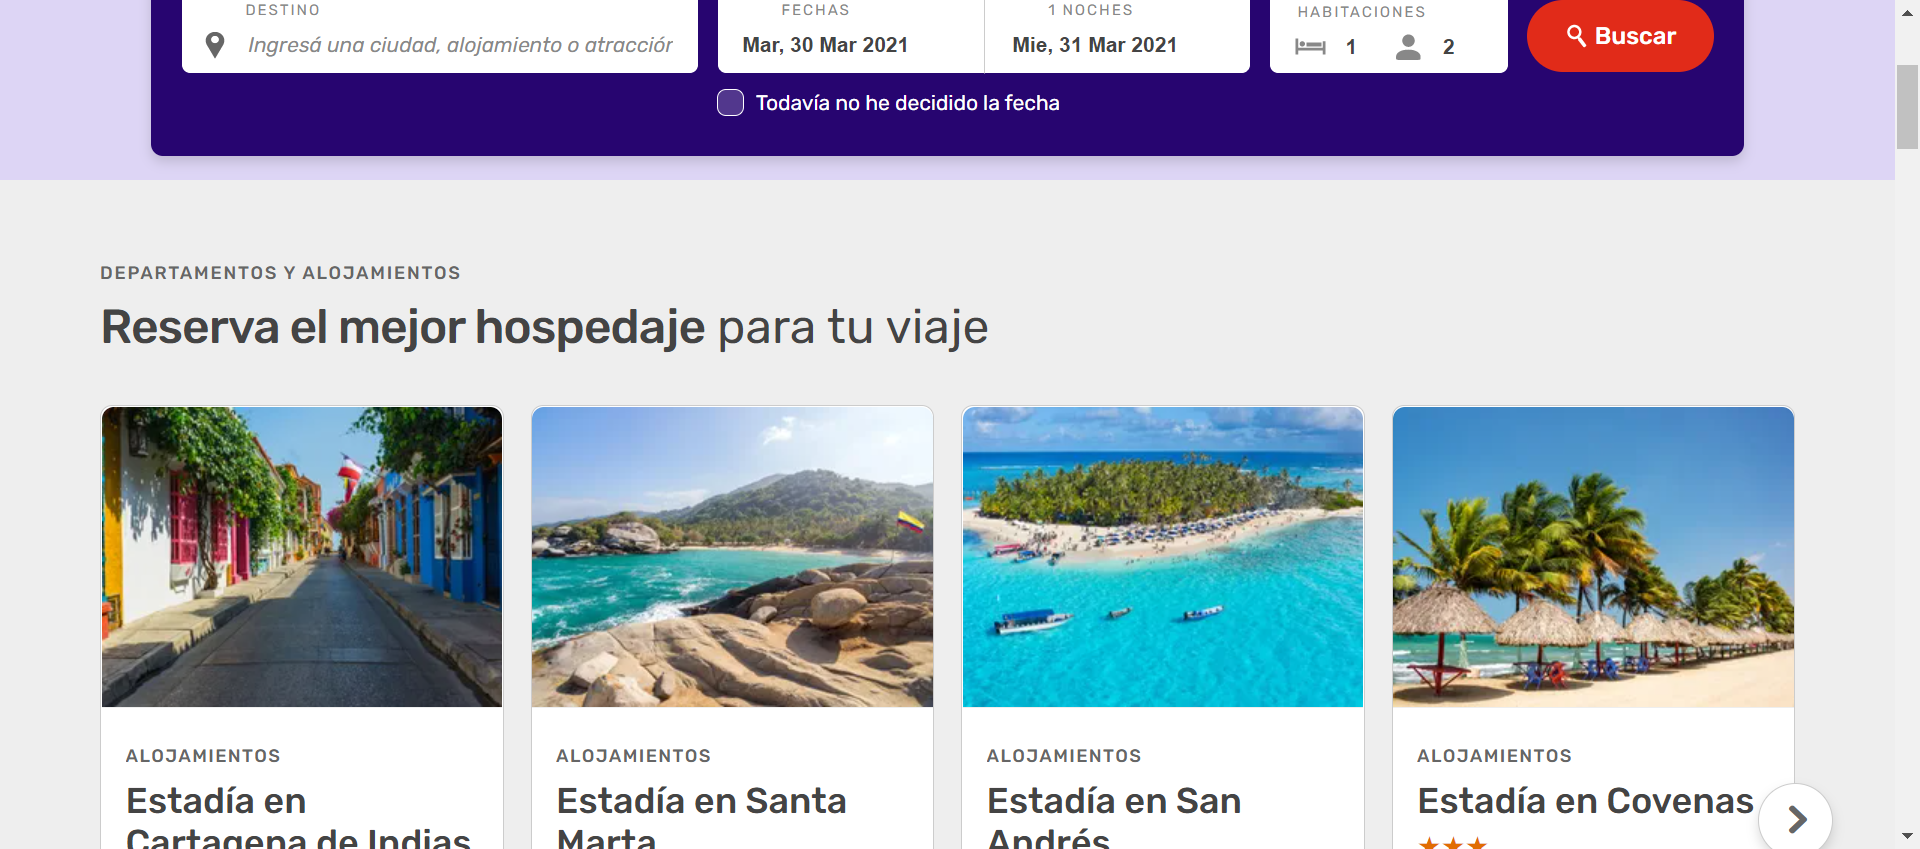 DESTINO
FECHAS
1 NOCHES
HABITACIONES
Ingresá una ciudad, alojamiento o atracción
Mar, 30 Mar 2021
Mie, 31 Mar 2021
1
2
Buscar
Todavía no he decidido la fecha
DEPARTAMENTOS Y ALOJAMIENTOS
Reserva el mejor hospedaje para tu viaje
ALOJAMIENTOS
Estadía en
Cartagena de Indias
ALOJAMIENTOS
Estadía en Santa
Marta
ALOJAMIENTOS
Estadía en San
Andrés
ALOJAMIENTOS
Estadía en Covenas